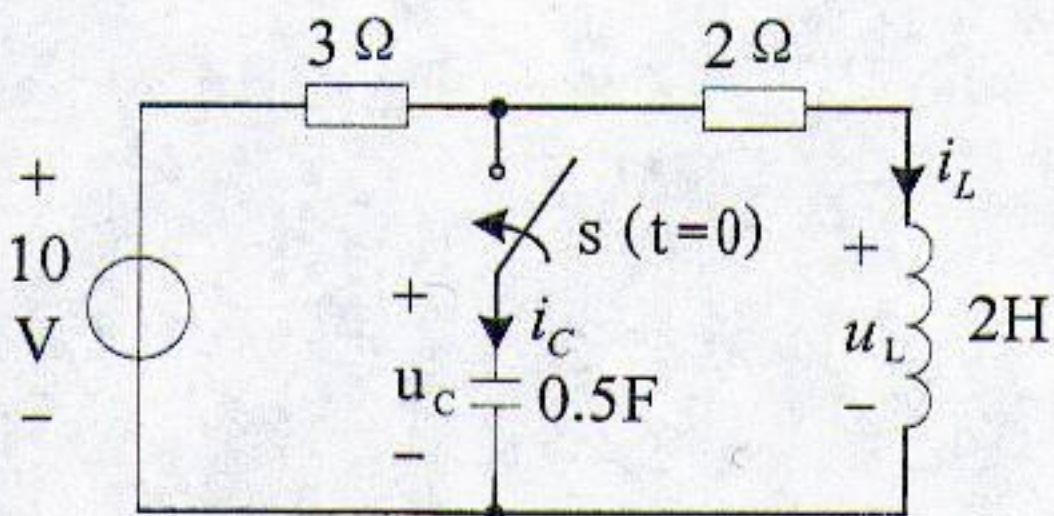 3 Ω
2 Ω
+
10
V
−
s (t=0)
+
i_C
u_C
0.5F
−
i_L
+
u_L
2H
−